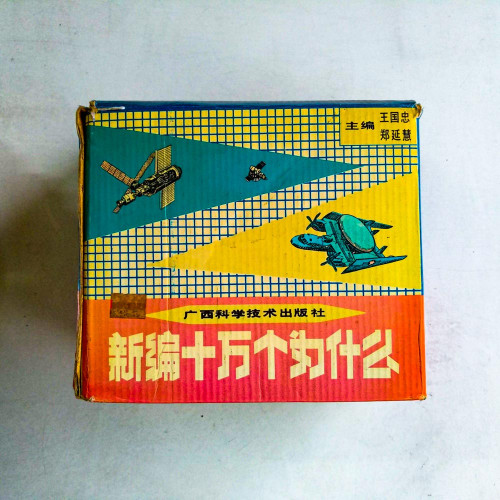 主编
王国忠
郑延慧
广西科学技术出版社
新编十万个为什么